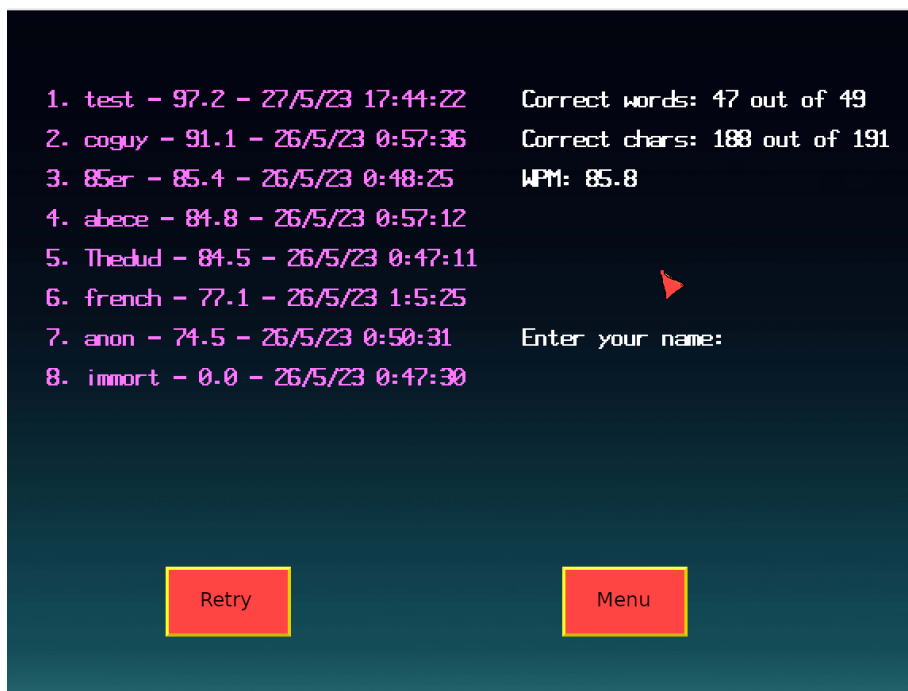 1. test - 97.2 - 27/5/23 17:44:22
2. coguy - 91.1 - 26/5/23 0:57:36
3. 85er - 85.4 - 26/5/23 0:48:25
4. abece - 84.8 - 26/5/23 0:57:12
5. Thedud - 84.5 - 26/5/23 0:47:11
6. french - 77.1 - 26/5/23 1:5:25
7. anon - 74.5 - 26/5/23 0:50:31
8. immort - 0.0 - 26/5/23 0:47:30
Correct words: 47 out of 49
Correct chars: 188 out of 191
WPM: 85.8
Enter your name:
Retry
Menu